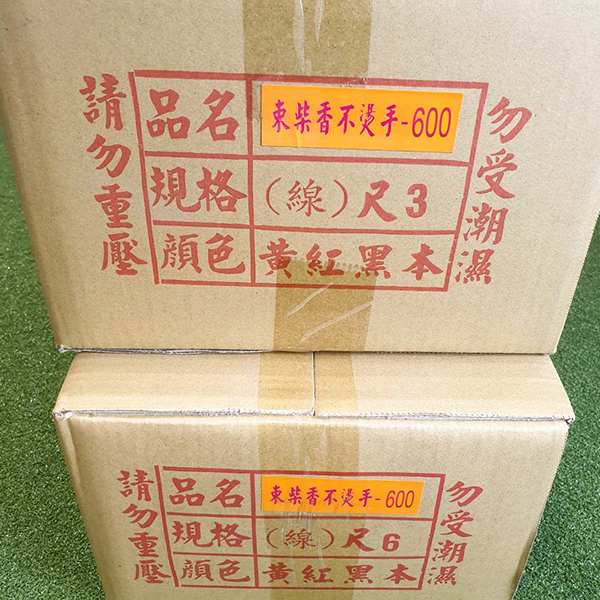 請勿重壓
品名 東柴香不燙手-600
規格 (線)尺3
顏色 黃紅黑本
勿受潮濕
請勿重壓
品名 東柴香不燙手-600
規格 (線)尺6
顏色 黃紅黑本
勿受潮濕